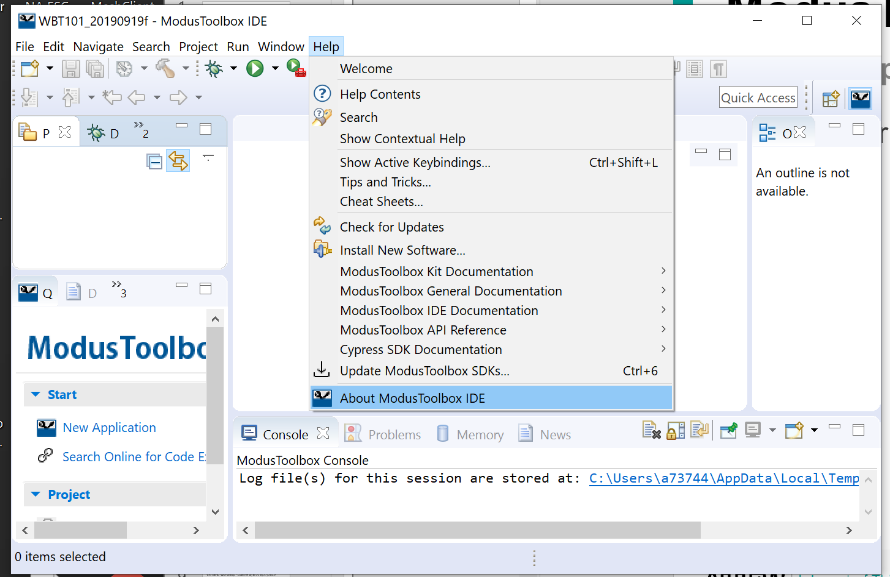 WBT101_20190919f - ModusToolbox IDE
File Edit Navigate Search Project Run Window Help
Welcome
Help Contents
Search
Show Contextual Help
Show Active Keybindings... Ctrl+Shift+L
Tips and Tricks...
Cheat Sheets...
Check for Updates
Install New Software...
ModusToolbox Kit Documentation
ModusToolbox General Documentation
ModusToolbox IDE Documentation
ModusToolbox API Reference
Cypress SDK Documentation
Update ModusToolbox SDKs... Ctrl+6
About ModusToolbox IDE
Quick Access
P D 2
O
An outline is not
available.
Q D 3
ModusToolbo
Start
New Application
Search Online for Code E
Project
Console Problems Memory News
ModusToolbox Console
Log file(s) for this session are stored at: C:\Users\a73744\AppData\Local\Temp
0 items selected